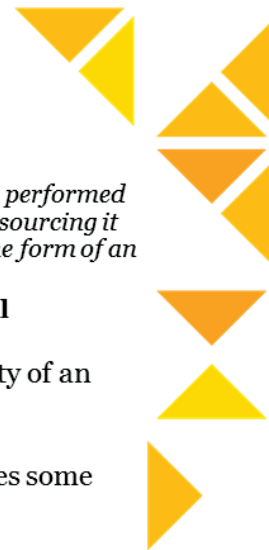 performed
sourcing it
e form of an
l
ty of an
es some